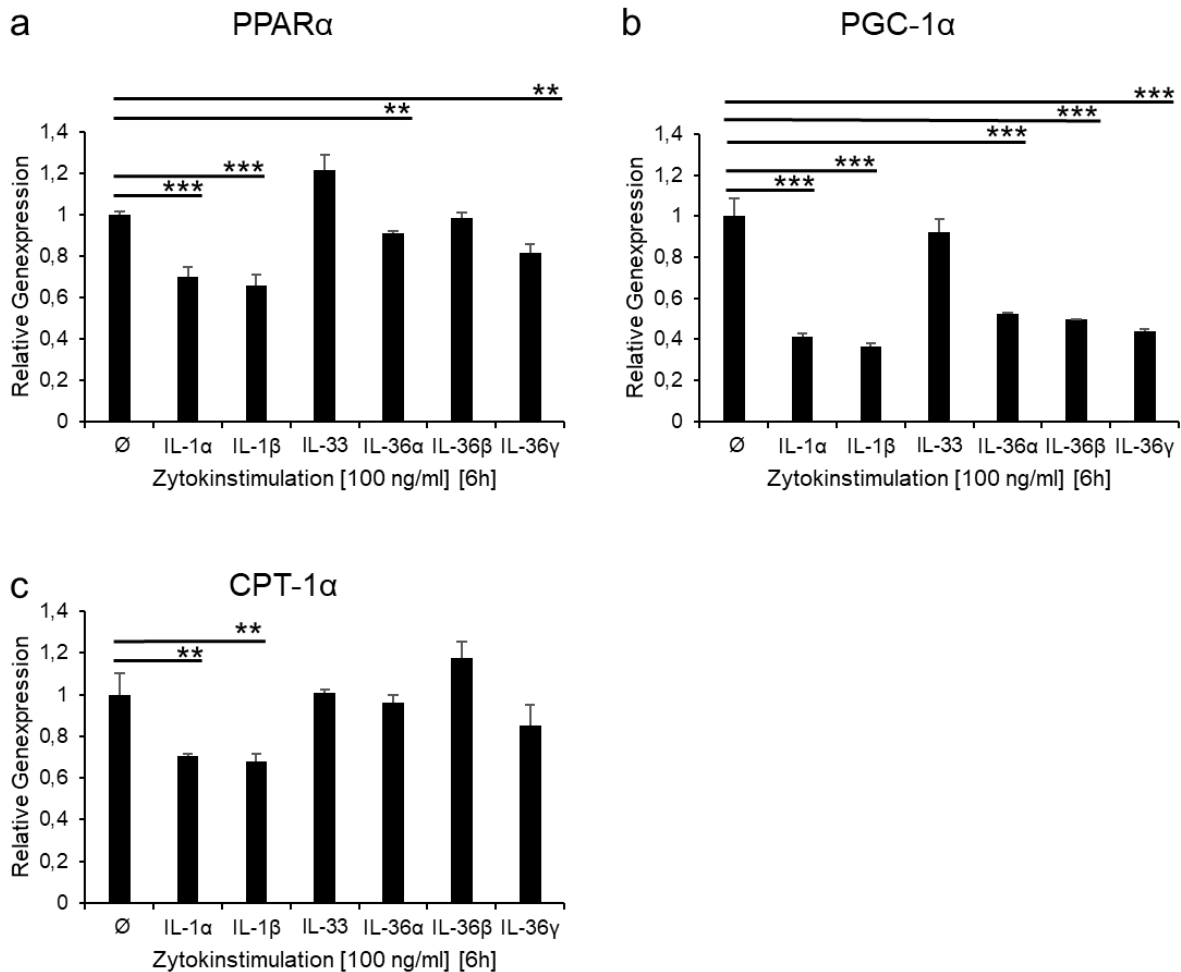 a
PPARα
**
**
***
***
Relative Genexpression
1,4
1,2
1
0,8
0,6
0,4
0,2
0
Ø IL-1α IL-1β IL-33 IL-36α IL-36β IL-36γ
Zytokinstimulation [100 ng/ml] [6h]
b
PGC-1α
***
***
***
***
***
Relative Genexpression
1,4
1,2
1
0,8
0,6
0,4
0,2
0
Ø IL-1α IL-1β IL-33 IL-36α IL-36β IL-36γ
Zytokinstimulation [100 ng/ml] [6h]
c
CPT-1α
**
**
Relative Genexpression
1,4
1,2
1
0,8
0,6
0,4
0,2
0
Ø IL-1α IL-1β IL-33 IL-36α IL-36β IL-36γ
Zytokinstimulation [100 ng/ml] [6h]